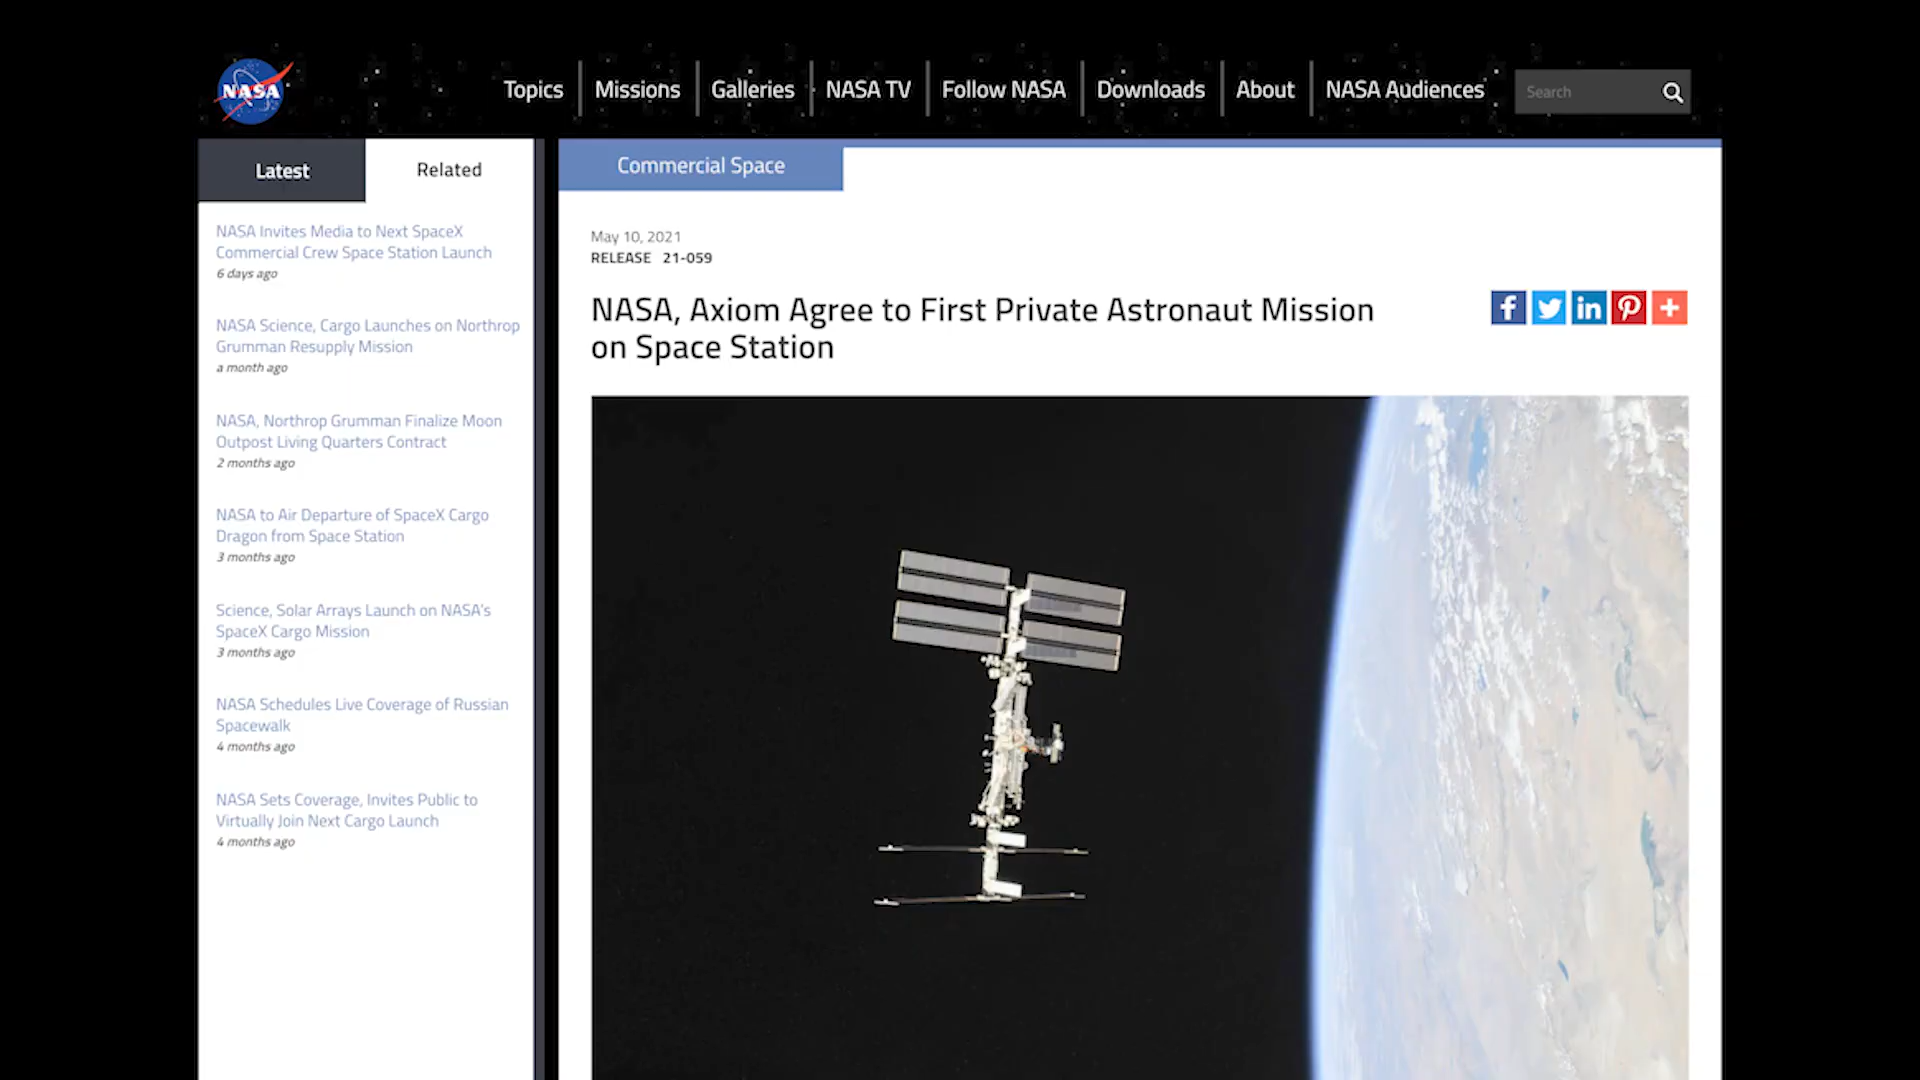 NASA
Topics
Missions
Galleries
NASA TV
Follow NASA
Downloads
About
NASA Audiences
Search
Latest
Related
NASA Invites Media to Next SpaceX
Commercial Crew Space Station Launch
6 days ago
NASA Science, Cargo Launches on Northrop
Grumman Resupply Mission
a month ago
NASA, Northrop Grumman Finalize Moon
Outpost Living Quarters Contract
2 months ago
NASA to Air Departure of SpaceX Cargo
Dragon from Space Station
3 months ago
Science, Solar Arrays Launch on NASA's
SpaceX Cargo Mission
3 months ago
NASA Schedules Live Coverage of Russian
Spacewalk
4 months ago
NASA Sets Coverage, Invites Public to
Virtually Join Next Cargo Launch
4 months ago
Commercial Space
May 10, 2021
RELEASE 21-059
NASA, Axiom Agree to First Private Astronaut Mission
on Space Station